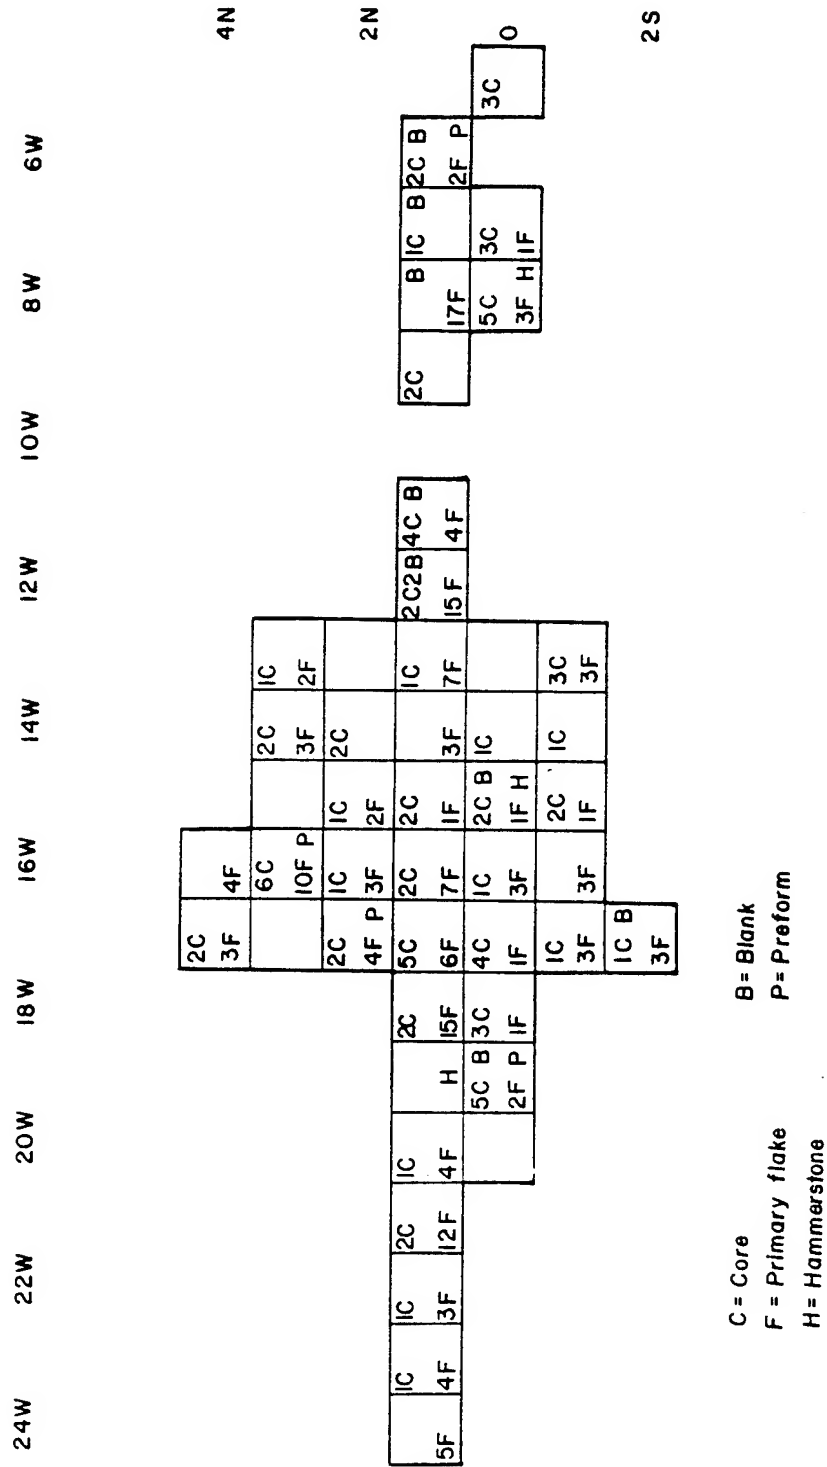 24W 22W 20W 18W 16W 14W 12W 10W 8W 6W
2C
3F 4F 4N
6C 2C 1C
10F P 3F 2F
2C 1C 1C 2C
4F P 3F 2F 2N
1C 1C 2C 1C 2C 5C 2C 2C 1C 2C2B 4C B 2C B 1C B 2C B
5F 4F 3F 12F 4F H 15F 6F 7F 1F 3F 7F 15F 4F 17F 2F P
5C B 3C 4C 1C 2C B 1C 5C 3C 3C 0
2F P 1F 1F 3F 1F H 3F H 1F
1C 2C 1C 3C
3F 3F 1F 3F
1C B 2S
3F
C = Core B = Blank
F = Primary flake P = Preform
H = Hammerstone